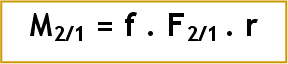 M₂/₁ = f . F₂/₁ . r